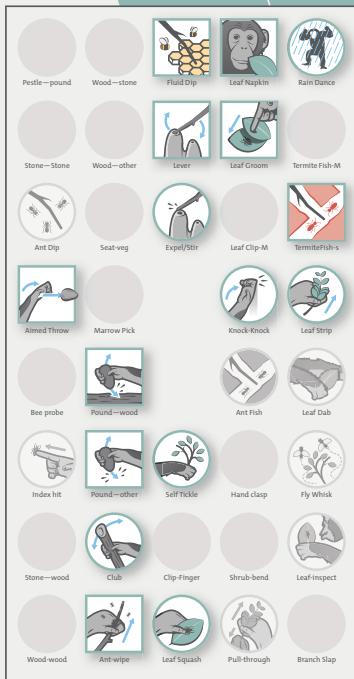 Pestle—pound Wood—stone Fluid Dip Leaf Napkin Rain Dance
Stone—Stone Wood—other Lever Leaf Groom Termite Fish-M
Ant Dip Seat-veg Expel/Stir Leaf Clip-M TermiteFish-s
Aimed Throw Marrow Pick Knock-Knock Leaf Strip
Bee probe Pound—wood Ant Fish Leaf Dab
Index hit Pound—other Self Tickle Hand clasp Fly Whisk
Stone—wood Club Clip-Finger Shrub-bend Leaf-inspect
Wood-wood Ant-wipe Leaf Squash Pull-through Branch Slap